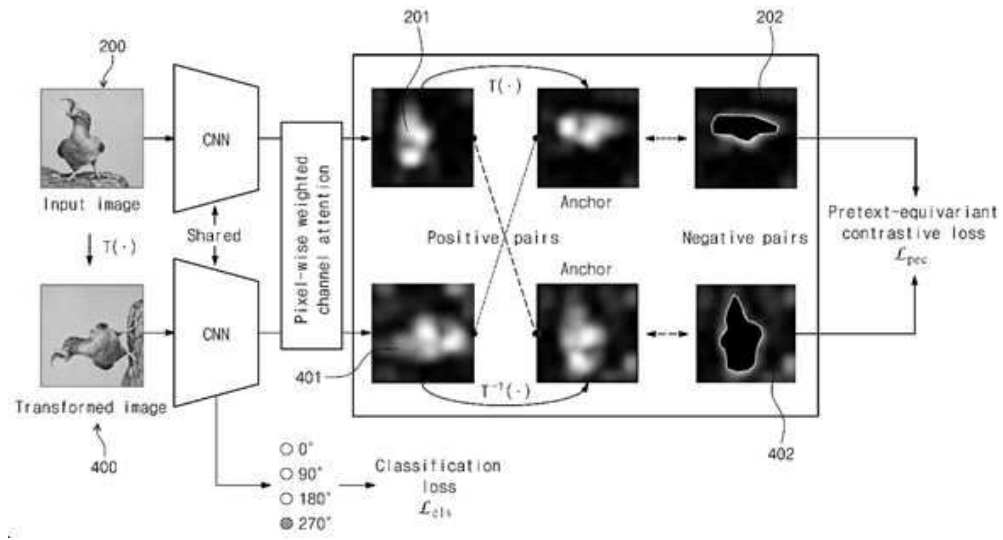 200
201
202
T(·)
CNN
Input image
Anchor
T(·)
Shared
Pixel-wise weighted
channel attention
Positive pairs
Negative pairs
Pretext-equivariant
contrastive loss
ℒpec
Anchor
CNN
401
T⁻¹(·)
Transformed image
402
400
0°
90°
180°
270°
Classification
loss
ℒcls